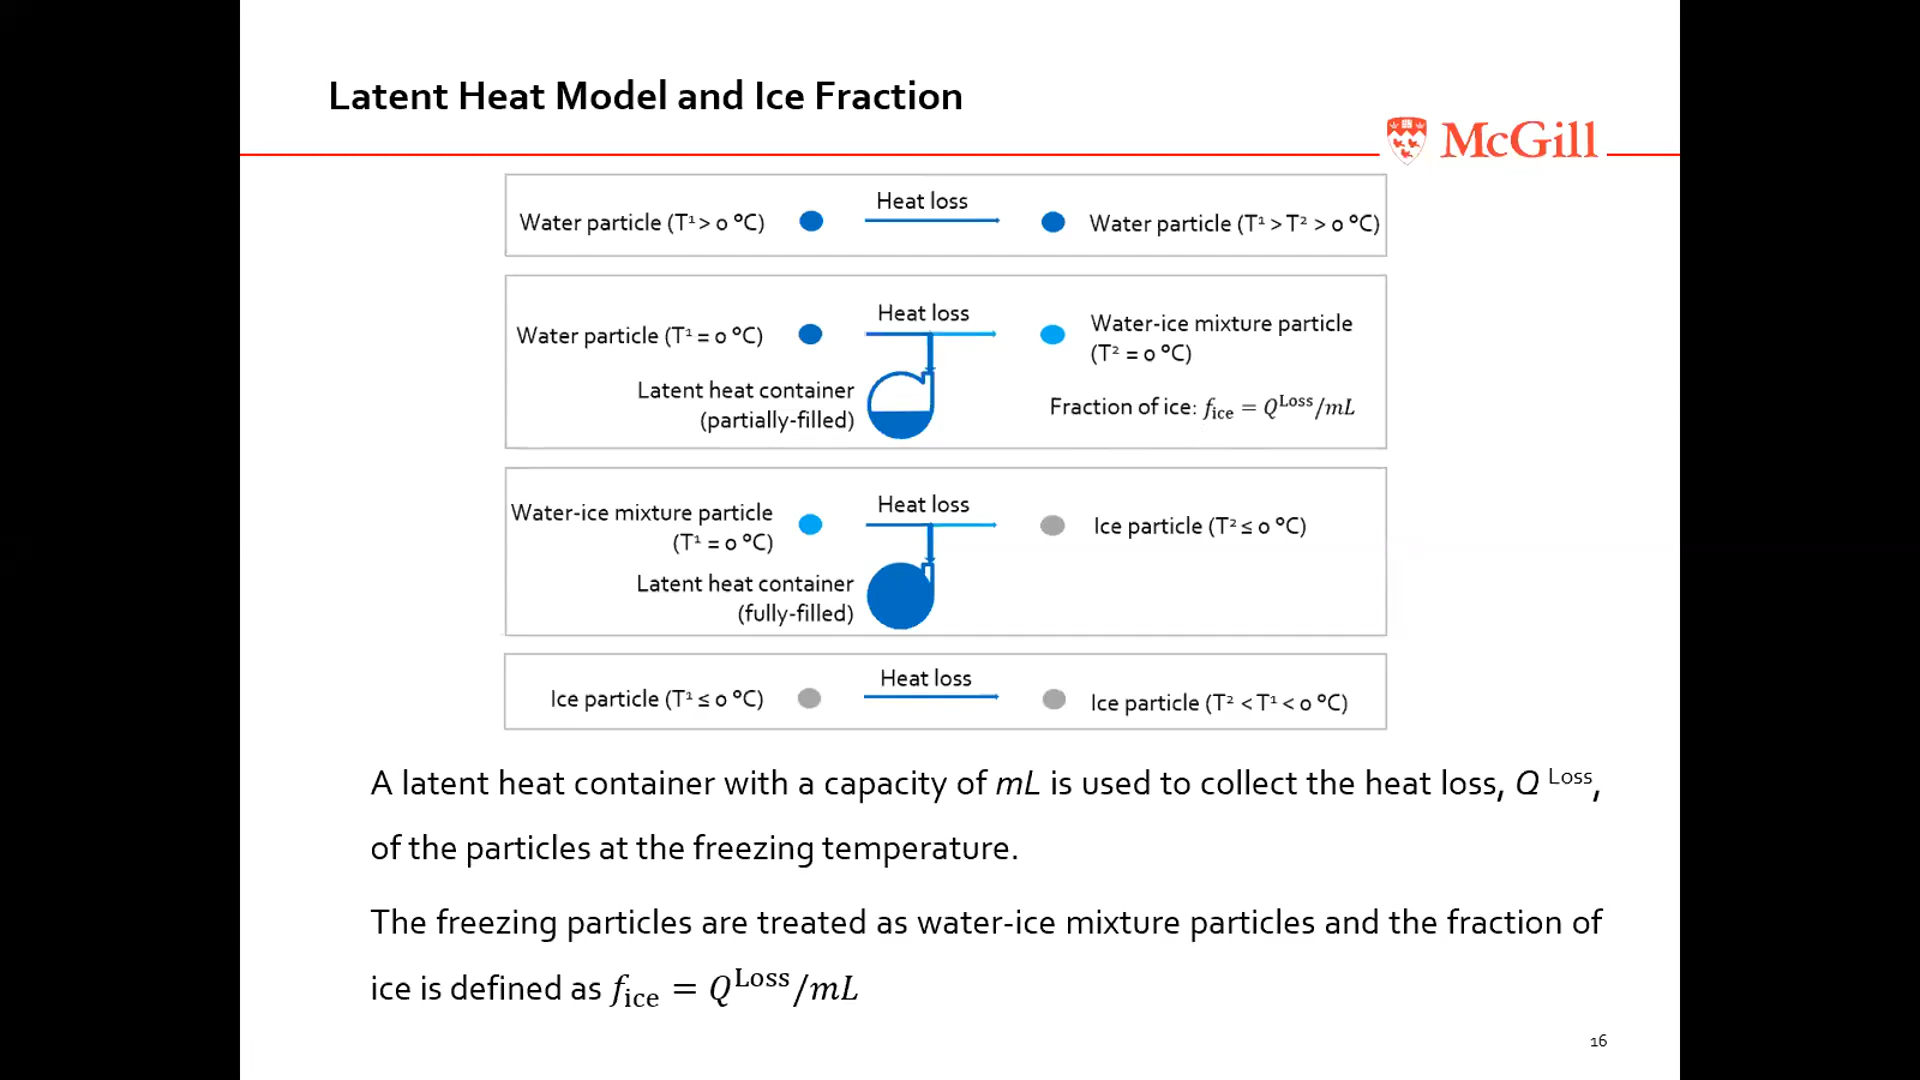 Latent Heat Model and Ice Fraction
McGill
Heat loss
Water particle (T¹ > 0 °C)
Water particle (T¹ > T² > 0 °C)
Heat loss
Water particle (T¹ = 0 °C)
Water-ice mixture particle
(T² = 0 °C)
Latent heat container
(partially-filled)
Fraction of ice: f_ice = Q^Loss/mL
Heat loss
Water-ice mixture particle
(T¹ = 0 °C)
Ice particle (T² ≤ 0 °C)
Latent heat container
(fully-filled)
Heat loss
Ice particle (T¹ ≤ 0 °C)
Ice particle (T² < T¹ < 0 °C)
A latent heat container with a capacity of mL is used to collect the heat loss, Q ^Loss,
of the particles at the freezing temperature.
The freezing particles are treated as water-ice mixture particles and the fraction of
ice is defined as f_ice = Q^Loss/mL
16